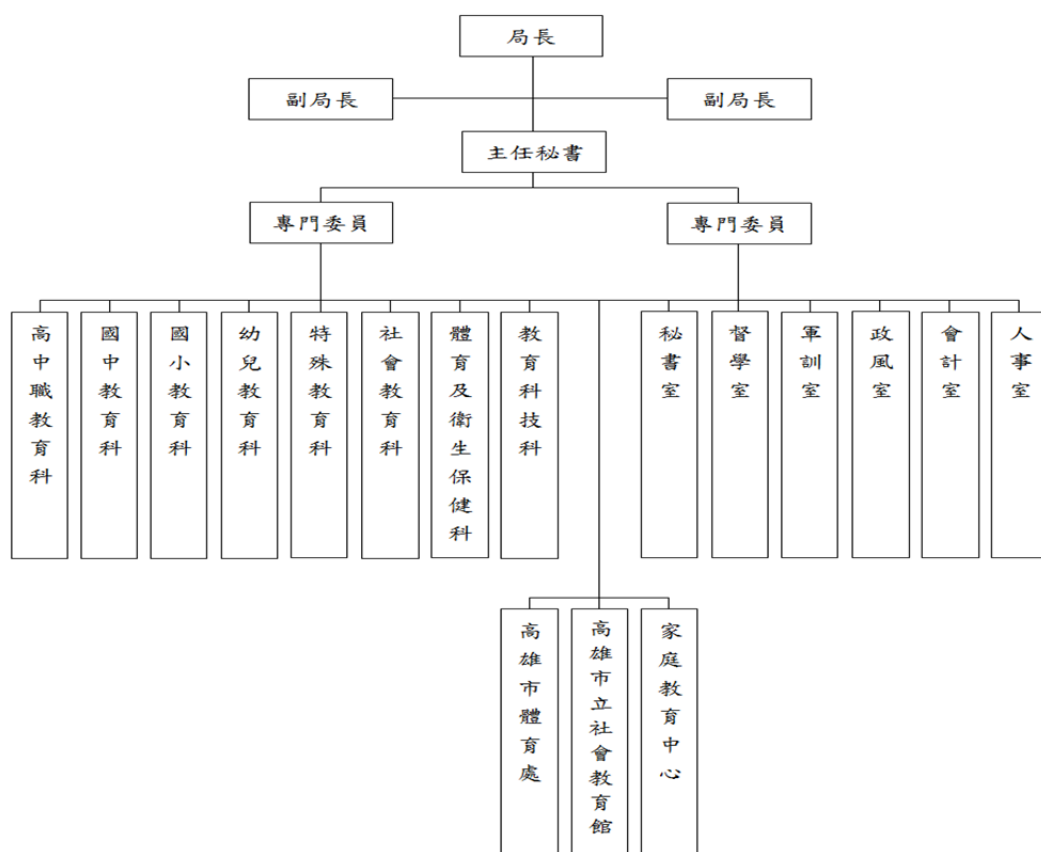 局長
副局長
副局長
主任秘書
專門委員
專門委員
高中職教育科
國中教育科
國小教育科
幼兒教育科
特殊教育科
社會教育科
體育及衛生保健科
教育科技科
秘書室
督學室
軍訓室
政風室
會計室
人事室
高雄市體育處
高雄市立社會教育館
家庭教育中心